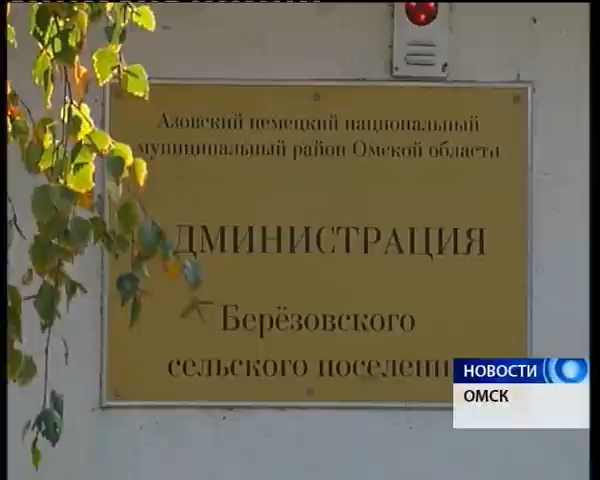 Азовский немецкий национальный
муниципальный район Омской области
ДМИНИСТРАЦИЯ
Берёзовского
сельского поселени
НОВОСТИ
ОМСК